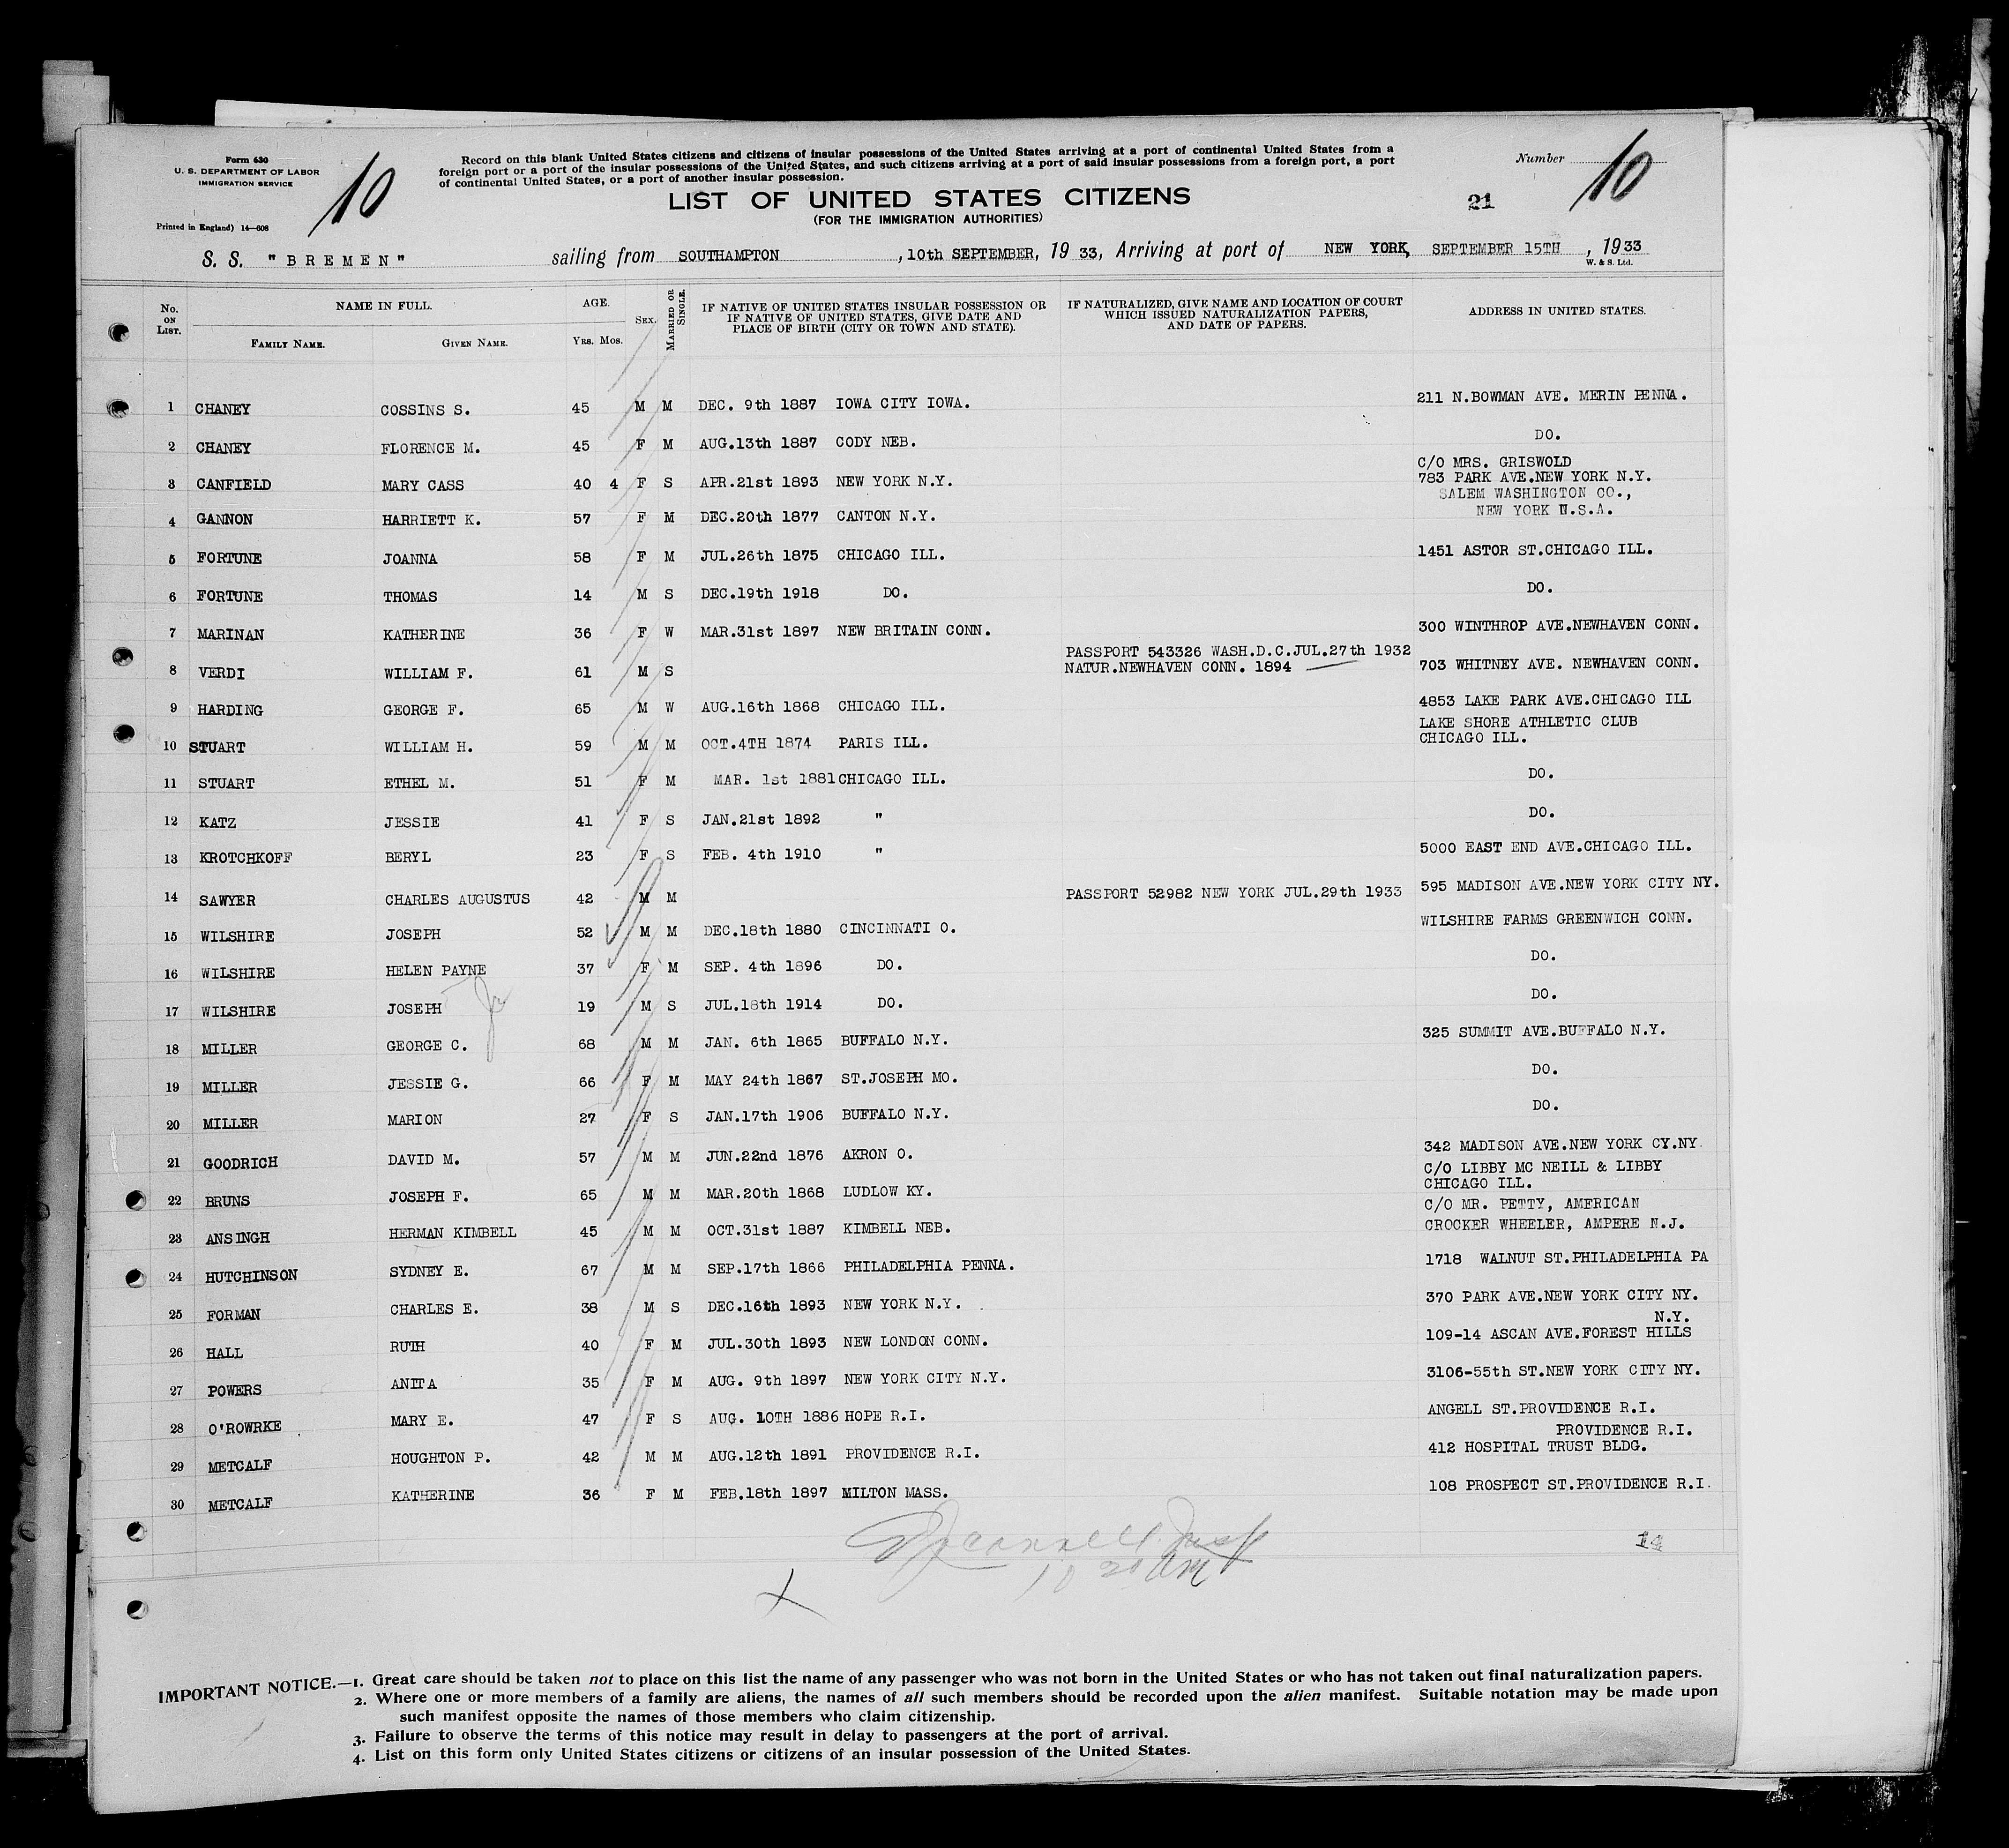 Form 630
U. S. DEPARTMENT OF LABOR
IMMIGRATION SERVICE
Printed in England) 14—608
10
Record on this blank United States citizens and citizens of insular possessions of the United States arriving at a port of continental United States from a
foreign port or a port of the insular possessions of the United States, and such citizens arriving at a port of said insular possessions from a foreign port, a port
of continental United States, or a port of another insular possession.
Number 10
LIST OF UNITED STATES CITIZENS
(FOR THE IMMIGRATION AUTHORITIES)
21
S. S. "BREMEN" sailing from SOUTHAMPTON , 10th SEPTEMBER, 19 33, Arriving at port of NEW YORK, SEPTEMBER 15TH , 1933
W. & S. Ltd.
No. ON LIST.
NAME IN FULL.
FAMILY NAME.
GIVEN NAME.
AGE.
YRS. MOS.
SEX.
MARRIED OR SINGLE.
IF NATIVE OF UNITED STATES INSULAR POSSESSION OR
IF NATIVE OF UNITED STATES, GIVE DATE AND
PLACE OF BIRTH (CITY OR TOWN AND STATE).
IF NATURALIZED, GIVE NAME AND LOCATION OF COURT
WHICH ISSUED NATURALIZATION PAPERS,
AND DATE OF PAPERS.
ADDRESS IN UNITED STATES.
1 CHANEY COSSINS S. 45 M M DEC. 9th 1887 IOWA CITY IOWA. 211 N.BOWMAN AVE. MERIN PENNA.
2 CHANEY FLORENCE M. 45 F M AUG.13th 1887 CODY NEB. DO.
3 CANFIELD MARY CASS 40 4 F S APR.21st 1893 NEW YORK N.Y. C/O MRS. GRISWOLD
783 PARK AVE.NEW YORK N.Y.
4 GANNON HARRIETT K. 57 F M DEC.20th 1877 CANTON N.Y. SALEM WASHINGTON CO.,
NEW YORK U.S.A.
5 FORTUNE JOANNA 58 F M JUL.26th 1875 CHICAGO ILL. 1451 ASTOR ST.CHICAGO ILL.
6 FORTUNE THOMAS 14 M S DEC.19th 1918 DO. DO.
7 MARINAN KATHERINE 36 F W MAR.31st 1897 NEW BRITAIN CONN. 300 WINTHROP AVE.NEWHAVEN CONN.
8 VERDI WILLIAM F. 61 M S PASSPORT 543326 WASH.D.C.JUL.27th 1932
NATUR.NEWHAVEN CONN. 1894 703 WHITNEY AVE. NEWHAVEN CONN.
9 HARDING GEORGE F. 65 M W AUG.16th 1868 CHICAGO ILL. 4853 LAKE PARK AVE.CHICAGO ILL
10 STUART WILLIAM H. 59 M M OCT.4TH 1874 PARIS ILL. LAKE SHORE ATHLETIC CLUB
CHICAGO ILL.
11 STUART ETHEL M. 51 F M MAR. 1st 1881CHICAGO ILL. DO.
12 KATZ JESSIE 41 F S JAN.21st 1892 " DO.
13 KROTCHKOFF BERYL 23 F S FEB. 4th 1910 " 5000 EAST END AVE.CHICAGO ILL.
14 SAWYER CHARLES AUGUSTUS 42 M M PASSPORT 52982 NEW YORK JUL.29th 1933 595 MADISON AVE.NEW YORK CITY NY.
15 WILSHIRE JOSEPH 52 M M DEC.18th 1880 CINCINNATI O. WILSHIRE FARMS GREENWICH CONN.
16 WILSHIRE HELEN PAYNE 37 F M SEP. 4th 1896 DO. DO.
17 WILSHIRE JOSEPH Jr 19 M S JUL.18th 1914 DO. DO.
18 MILLER GEORGE C. 68 M M JAN. 6th 1865 BUFFALO N.Y. 325 SUMMIT AVE.BUFFALO N.Y.
19 MILLER JESSIE G. 66 F M MAY 24th 1867 ST.JOSEPH MO. DO.
20 MILLER MARION 27 F S JAN.17th 1906 BUFFALO N.Y. DO.
21 GOODRICH DAVID M. 57 M M JUN.22nd 1876 AKRON O. 342 MADISON AVE.NEW YORK CY.NY.
22 BRUNS JOSEPH F. 65 M M MAR.20th 1868 LUDLOW KY. C/O LIBBY MC NEILL & LIBBY
CHICAGO ILL.
23 ANSINGH HERMAN KIMBELL 45 M M OCT.31st 1887 KIMBELL NEB. C/O MR. PETTY, AMERICAN
CROCKER WHEELER, AMPERE N.J.
24 HUTCHINSON SYDNEY E. 67 M M SEP.17th 1866 PHILADELPHIA PENNA. 1718 WALNUT ST.PHILADELPHIA PA
25 FORMAN CHARLES E. 38 M S DEC.16th 1893 NEW YORK N.Y. 370 PARK AVE.NEW YORK CITY NY.
26 HALL RUTH 40 F M JUL.30th 1893 NEW LONDON CONN. N.Y.
109-14 ASCAN AVE.FOREST HILLS
27 POWERS ANITA 35 F M AUG. 9th 1897 NEW YORK CITY N.Y. 3106-55th ST.NEW YORK CITY NY.
28 O'ROWRKE MARY E. 47 F S AUG. 10TH 1886 HOPE R.I. ANGELL ST.PROVIDENCE R.I.
29 METCALF HOUGHTON P. 42 M M AUG.12th 1891 PROVIDENCE R.I. PROVIDENCE R.I.
412 HOSPITAL TRUST BLDG.
30 METCALF KATHERINE 36 F M FEB.18th 1897 MILTON MASS. 108 PROSPECT ST.PROVIDENCE R.I.
14
IMPORTANT NOTICE.—1. Great care should be taken not to place on this list the name of any passenger who was not born in the United States or who has not taken out final naturalization papers.
2. Where one or more members of a family are aliens, the names of all such members should be recorded upon the alien manifest. Suitable notation may be made upon
such manifest opposite the names of those members who claim citizenship.
3. Failure to observe the terms of this notice may result in delay to passengers at the port of arrival.
4. List on this form only United States citizens or citizens of an insular possession of the United States.